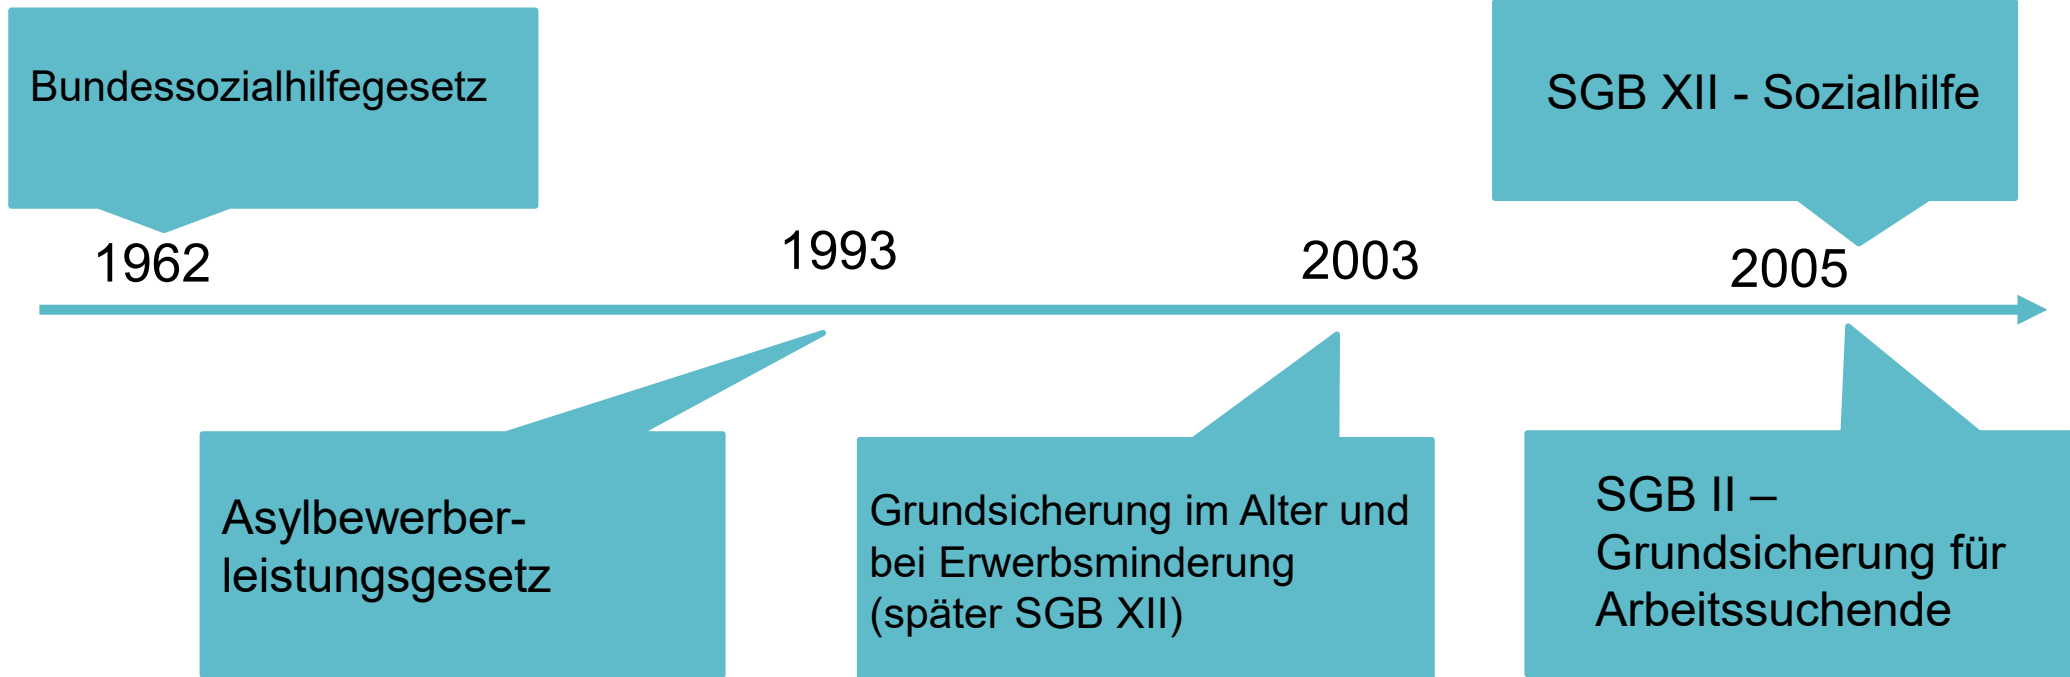 Bundessozialhilfegesetz
SGB XII - Sozialhilfe
1962
1993
2003
2005
Asylbewerber-
leistungsgesetz
Grundsicherung im Alter und
bei Erwerbsminderung
(später SGB XII)
SGB II –
Grundsicherung für
Arbeitssuchende